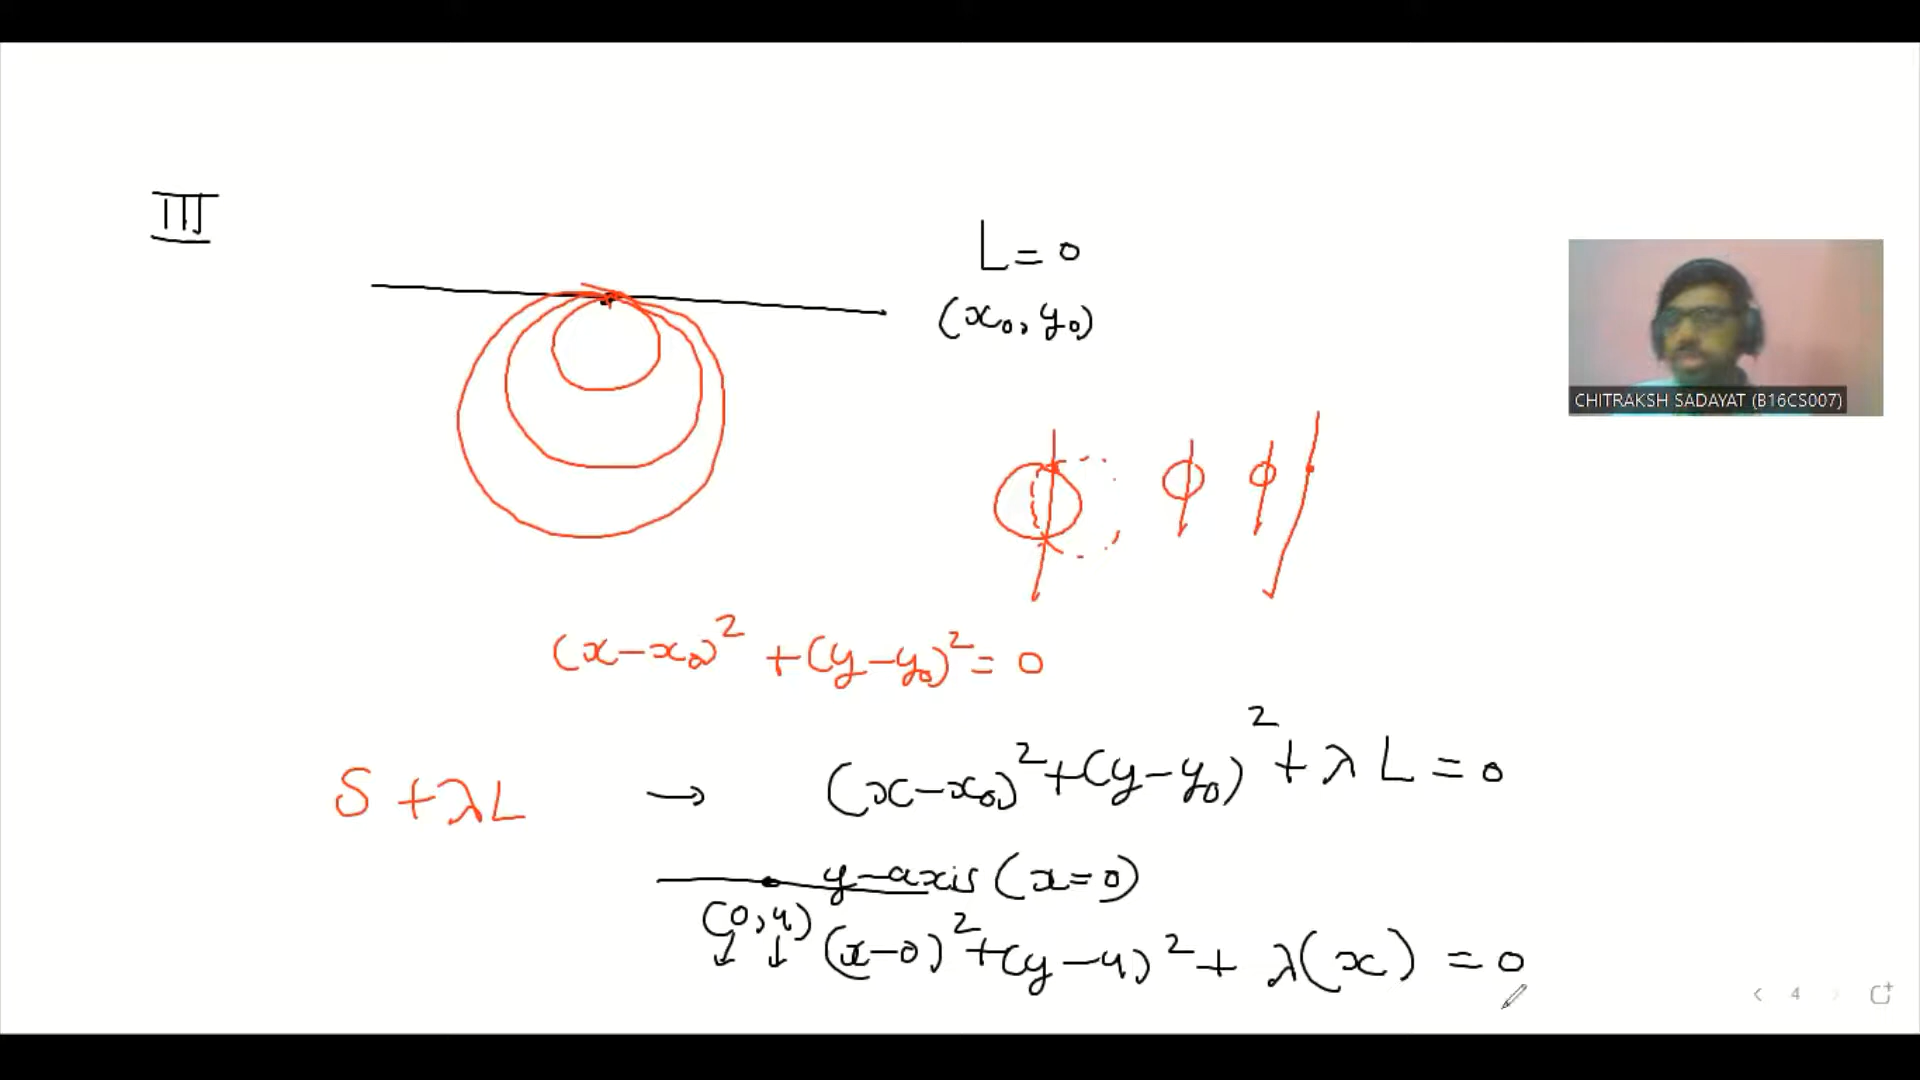 III
L = 0
(x₀, y₀)
CHITRAKSH SADAYAT (B16CS007)
(x-x₀)² + (y-y₀)² = 0
S + λL → (x-x₀)² + (y-y₀)² + λ L = 0
y-axis (x=0)
(0,4)
(x-0)² + (y-4)² + λ(x) = 0
4